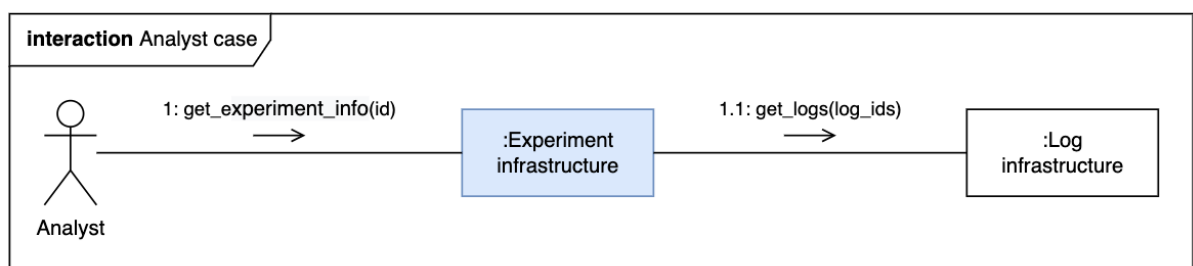 interaction Analyst case
1: get_experiment_info(id)
1.1: get_logs(log_ids)
:Experiment
infrastructure
:Log
infrastructure
Analyst